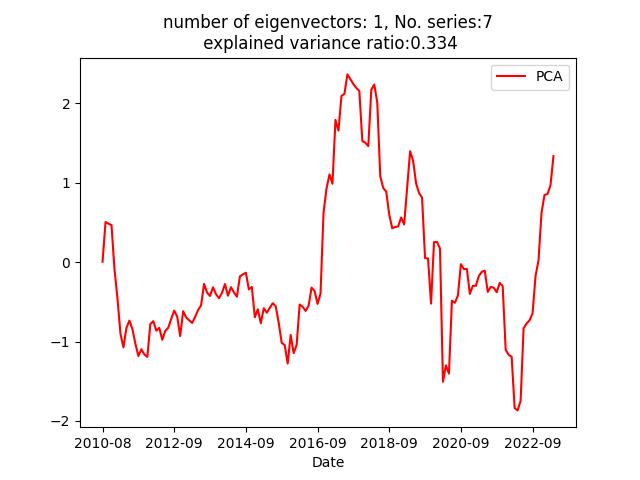 number of eigenvectors: 1, No. series:7
explained variance ratio:0.334
PCA
2
1
0
−1
−2
2010-08 2012-09 2014-09 2016-09 2018-09 2020-09 2022-09
Date